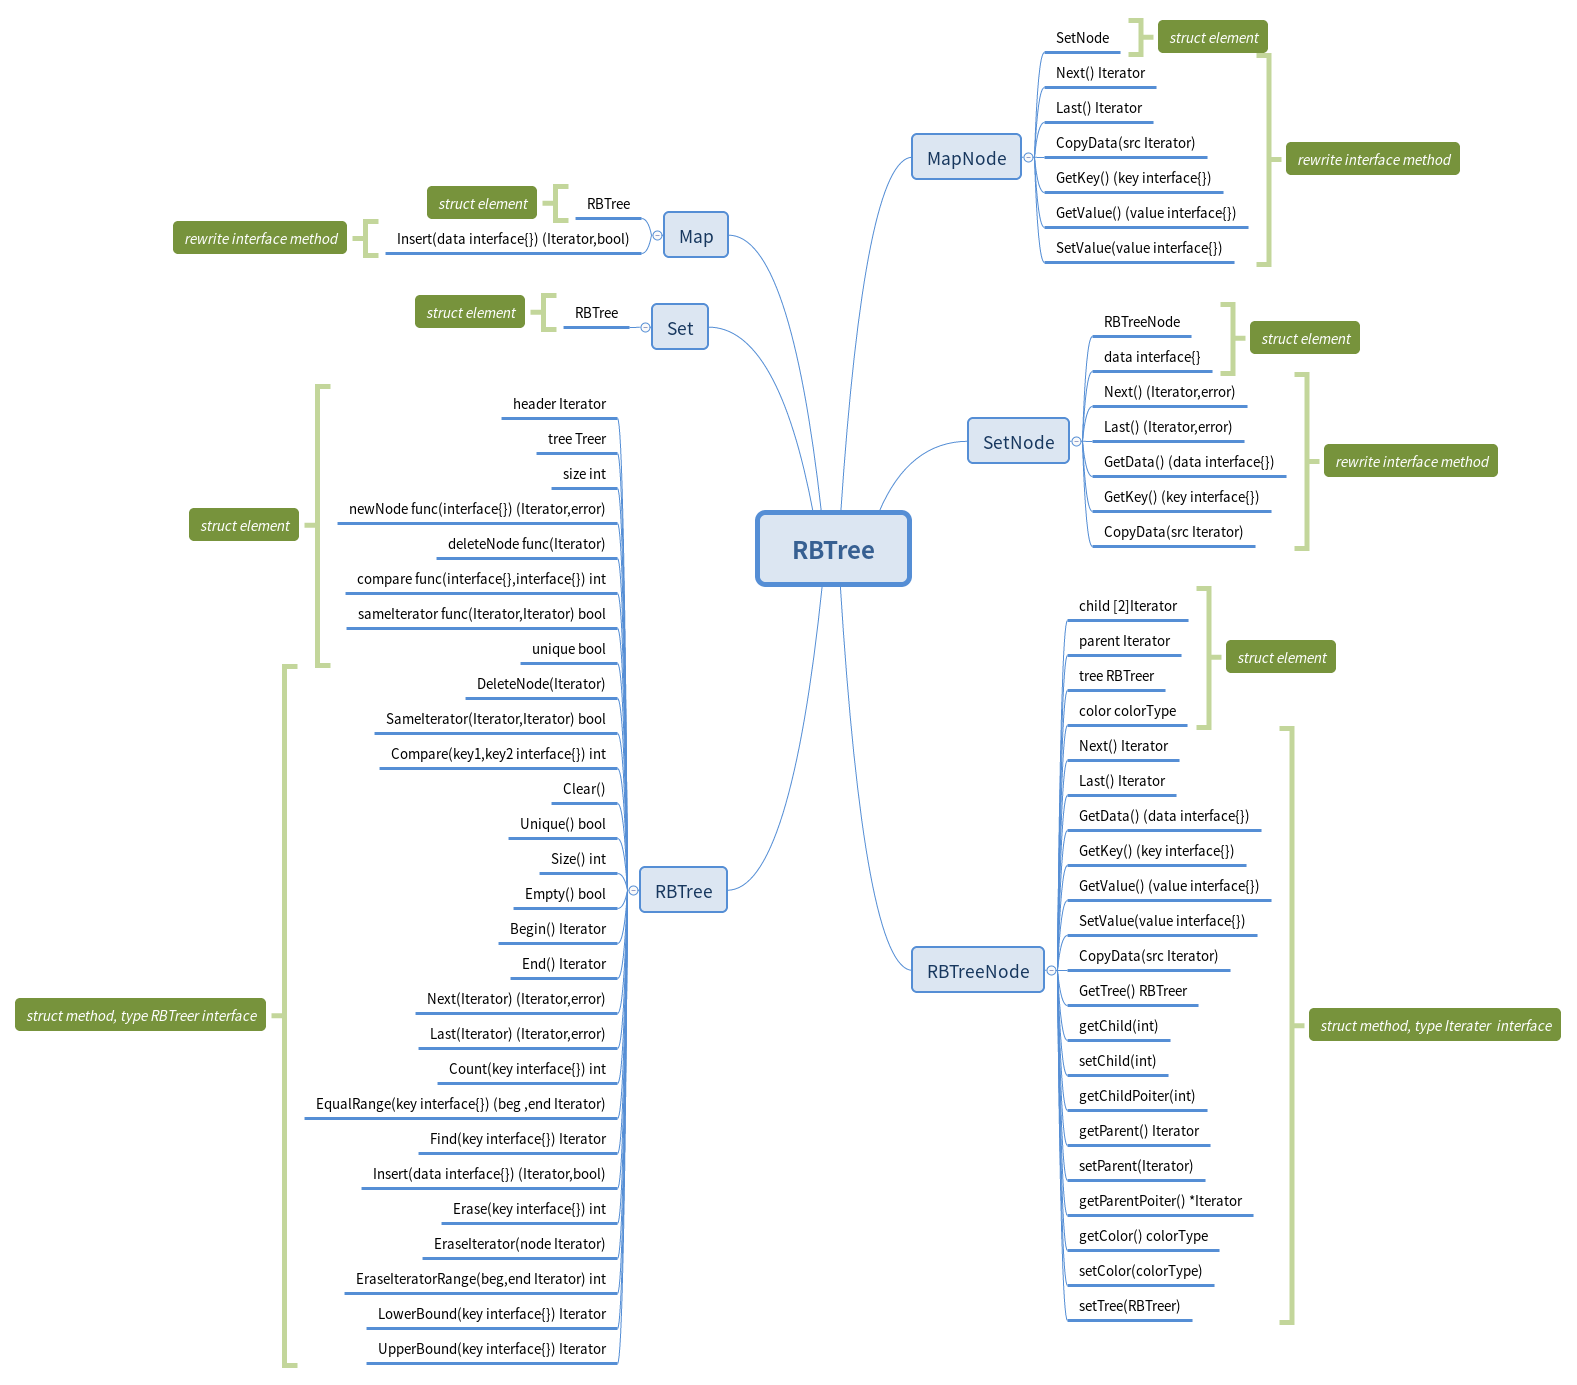 RBTree
MapNode
SetNode
struct element
Next() Iterator
Last() Iterator
CopyData(src Iterator)
GetKey() (key interface{})
GetValue() (value interface{})
SetValue(value interface{})
rewrite interface method
SetNode
RBTreeNode
data interface{}
struct element
Next() (Iterator,error)
Last() (Iterator,error)
GetData() (data interface{})
GetKey() (key interface{})
CopyData(src Iterator)
rewrite interface method
RBTreeNode
child [2]Iterator
parent Iterator
tree RBTreer
color colorType
struct element
Next() Iterator
Last() Iterator
GetData() (data interface{})
GetKey() (key interface{})
GetValue() (value interface{})
SetValue(value interface{})
CopyData(src Iterator)
GetTree() RBTreer
getChild(int)
setChild(int)
getChildPoiter(int)
getParent() Iterator
setParent(Iterator)
getParentPoiter() *Iterator
getColor() colorType
setColor(colorType)
setTree(RBTreer)
struct method, type Iterater  interface
Map
RBTree
struct element
Insert(data interface{}) (Iterator,bool)
rewrite interface method
Set
RBTree
struct element
RBTree
header Iterator
tree Treer
size int
newNode func(interface{}) (Iterator,error)
deleteNode func(Iterator)
compare func(interface{},interface{}) int
sameIterator func(Iterator,Iterator) bool
unique bool
struct element
DeleteNode(Iterator)
SameIterator(Iterator,Iterator) bool
Compare(key1,key2 interface{}) int
Clear()
Unique() bool
Size() int
Empty() bool
Begin() Iterator
End() Iterator
Next(Iterator) (Iterator,error)
Last(Iterator) (Iterator,error)
Count(key interface{}) int
EqualRange(key interface{}) (beg ,end Iterator)
Find(key interface{}) Iterator
Insert(data interface{}) (Iterator,bool)
Erase(key interface{}) int
EraseIterator(node Iterator)
EraseIteratorRange(beg,end Iterator) int
LowerBound(key interface{}) Iterator
UpperBound(key interface{}) Iterator
struct method, type RBTreer interface